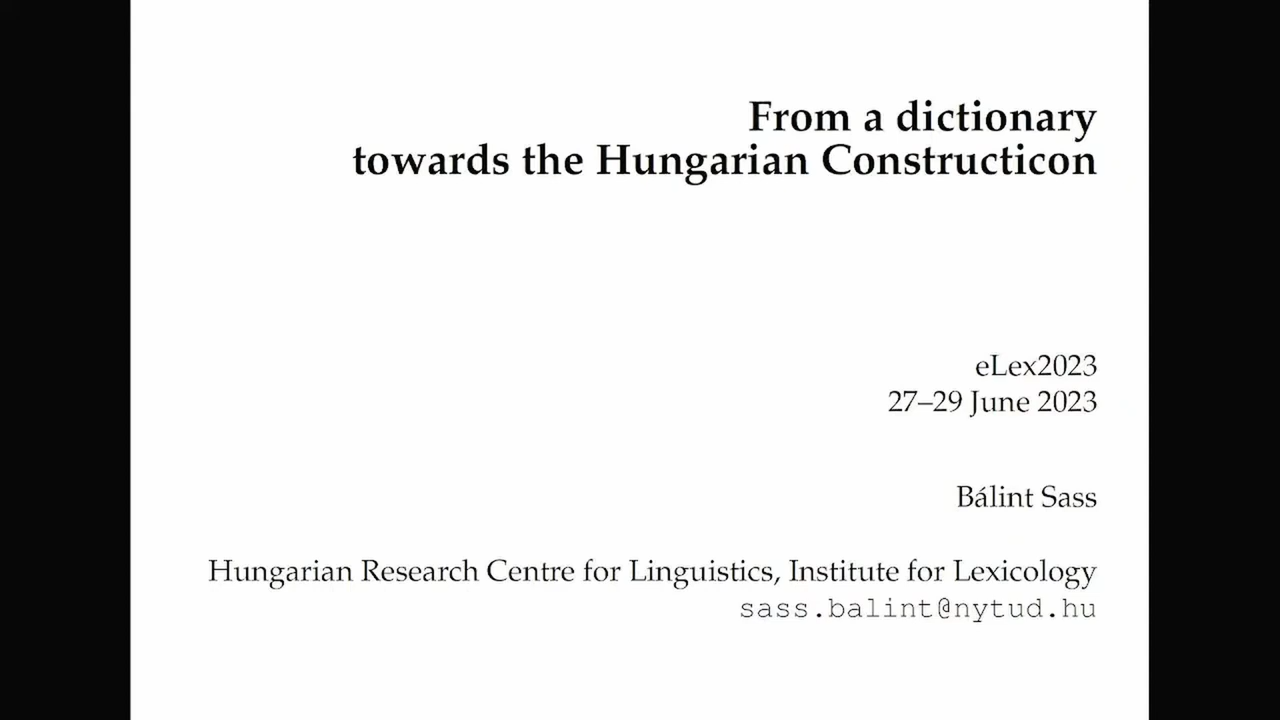 From a dictionary
towards the Hungarian Constructicon
eLex2023
27–29 June 2023
Bálint Sass
Hungarian Research Centre for Linguistics, Institute for Lexicology
sass.balint@nytud.hu